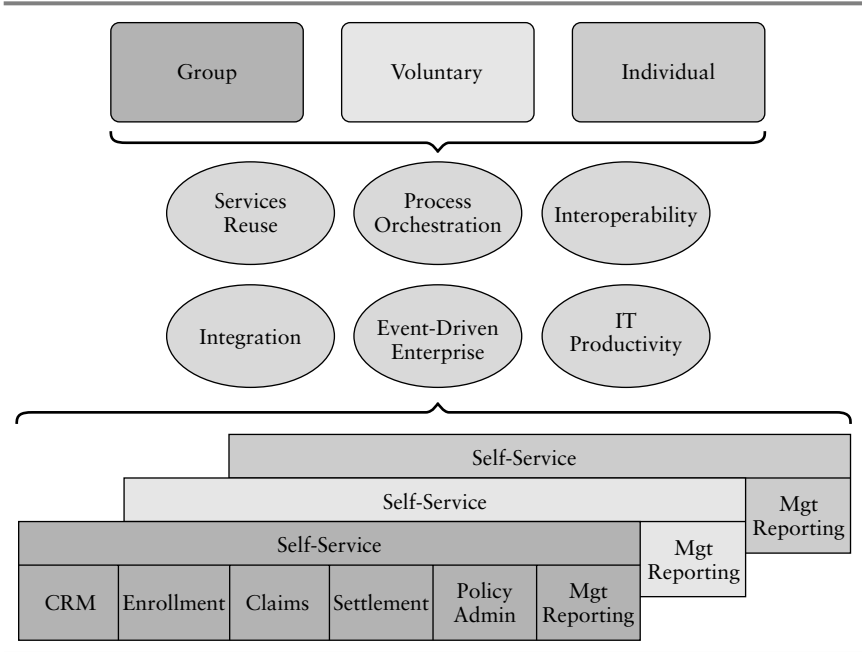 Group
Voluntary
Individual
Services
Reuse
Process
Orchestration
Interoperability
Integration
Event-Driven
Enterprise
IT
Productivity
Self-Service
Self-Service
Mgt
Reporting
Self-Service
Mgt
Reporting
CRM
Enrollment
Claims
Settlement
Policy
Admin
Mgt
Reporting